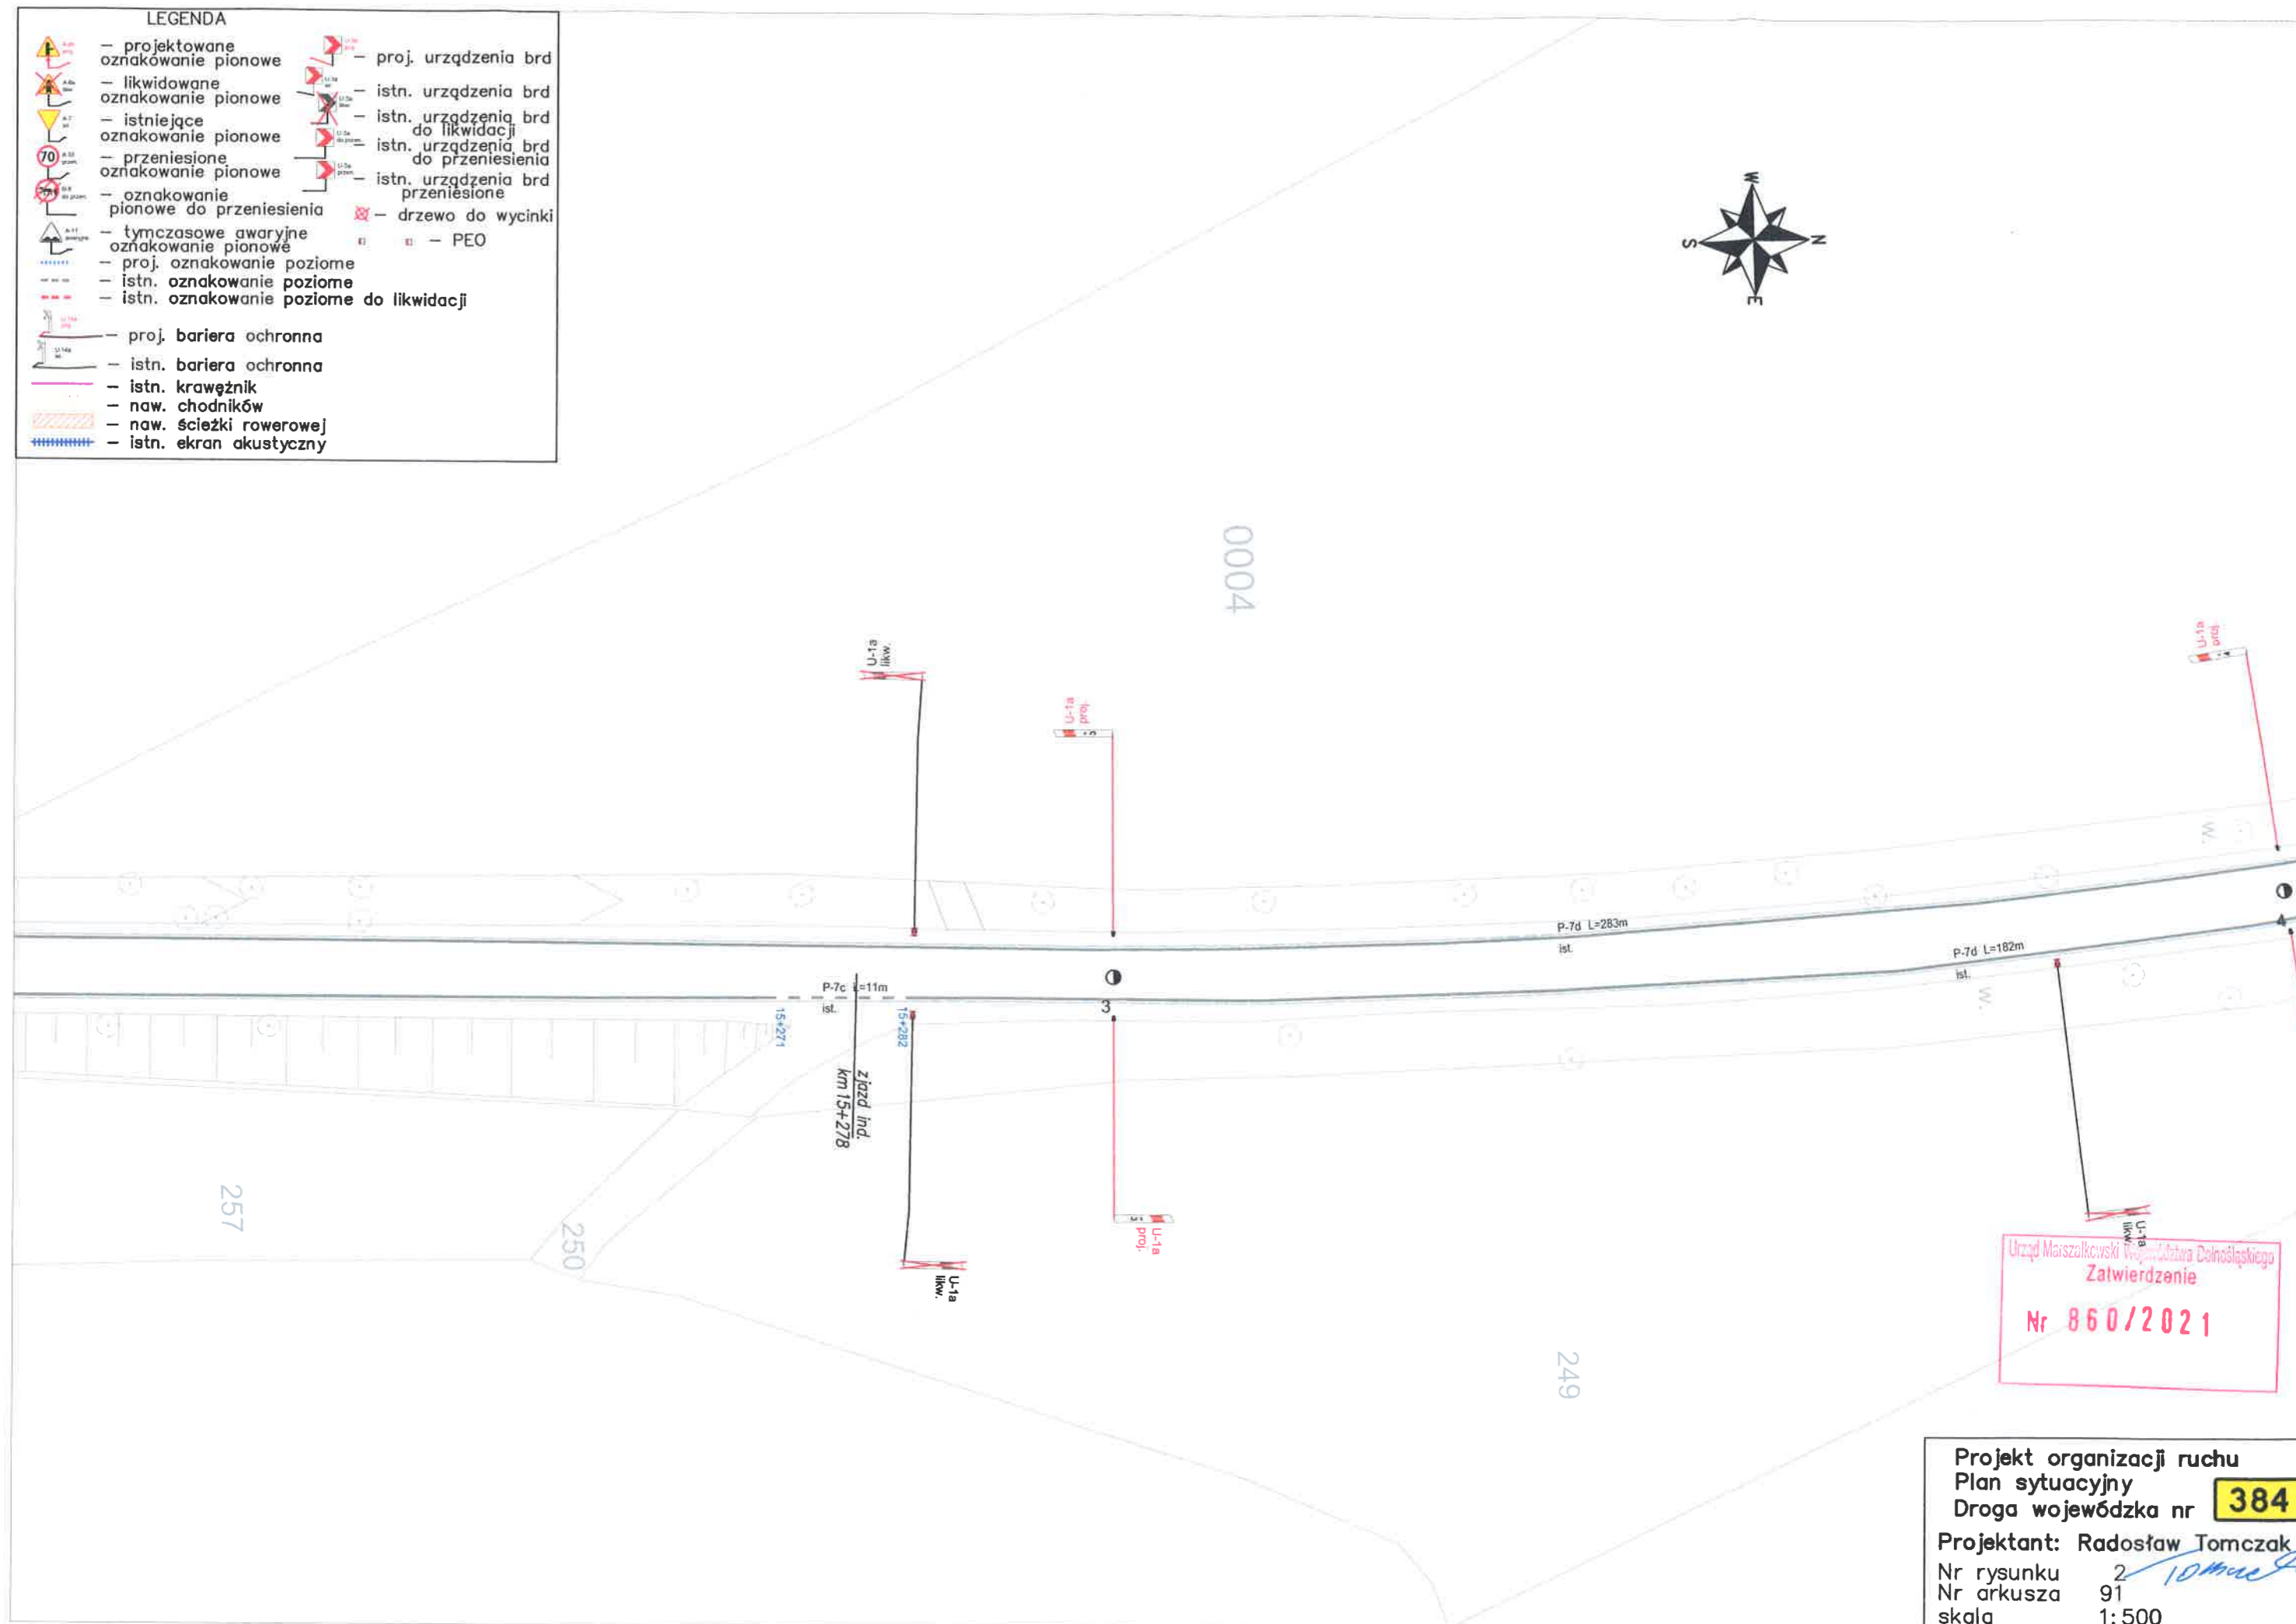 LEGENDA
— projektowane
oznakowanie pionowe
— likwidowane
oznakowanie pionowe
— istniejące
oznakowanie pionowe
70
— przeniesione
oznakowanie pionowe
— oznakowanie
pionowe do przeniesienia
— tymczasowe awaryjne
oznakowanie pionowe
— proj. oznakowanie poziome
— istn. oznakowanie poziome
— istn. oznakowanie poziome do likwidacji
— proj. bariera ochronna
— istn. bariera ochronna
— istn. krawężnik
— naw. chodników
— naw. ścieżki rowerowej
— istn. ekran akustyczny
— proj. urządzenia brd
— istn. urządzenia brd
— istn. urządzenia brd
do likwidacji
— istn. urządzenia brd
do przeniesienia
— istn. urządzenia brd
przeniesione
— drzewo do wycinki
— PEO
W
N
S
E
0004
U-1a
likw.
U-1a
proj.
U-1a
proj.
W.
P-7d L=283m
ist.
P-7d L=182m
ist.
4
W.
P-7c L=11m
ist.
3
15+271
15+282
zjazd ind.
km 15+278
257
250
249
U-1a
proj.
U-1a
likw.
U-1a
likw.
Urząd Marszałkowski Województwa Dolnośląskiego
Zatwierdzenie
Nr 860/2021
Projekt organizacji ruchu
Plan sytuacyjny
Droga wojewódzka nr 384
Projektant: Radosław Tomczak
Nr rysunku 2
Nr arkusza 91
skala 1:500